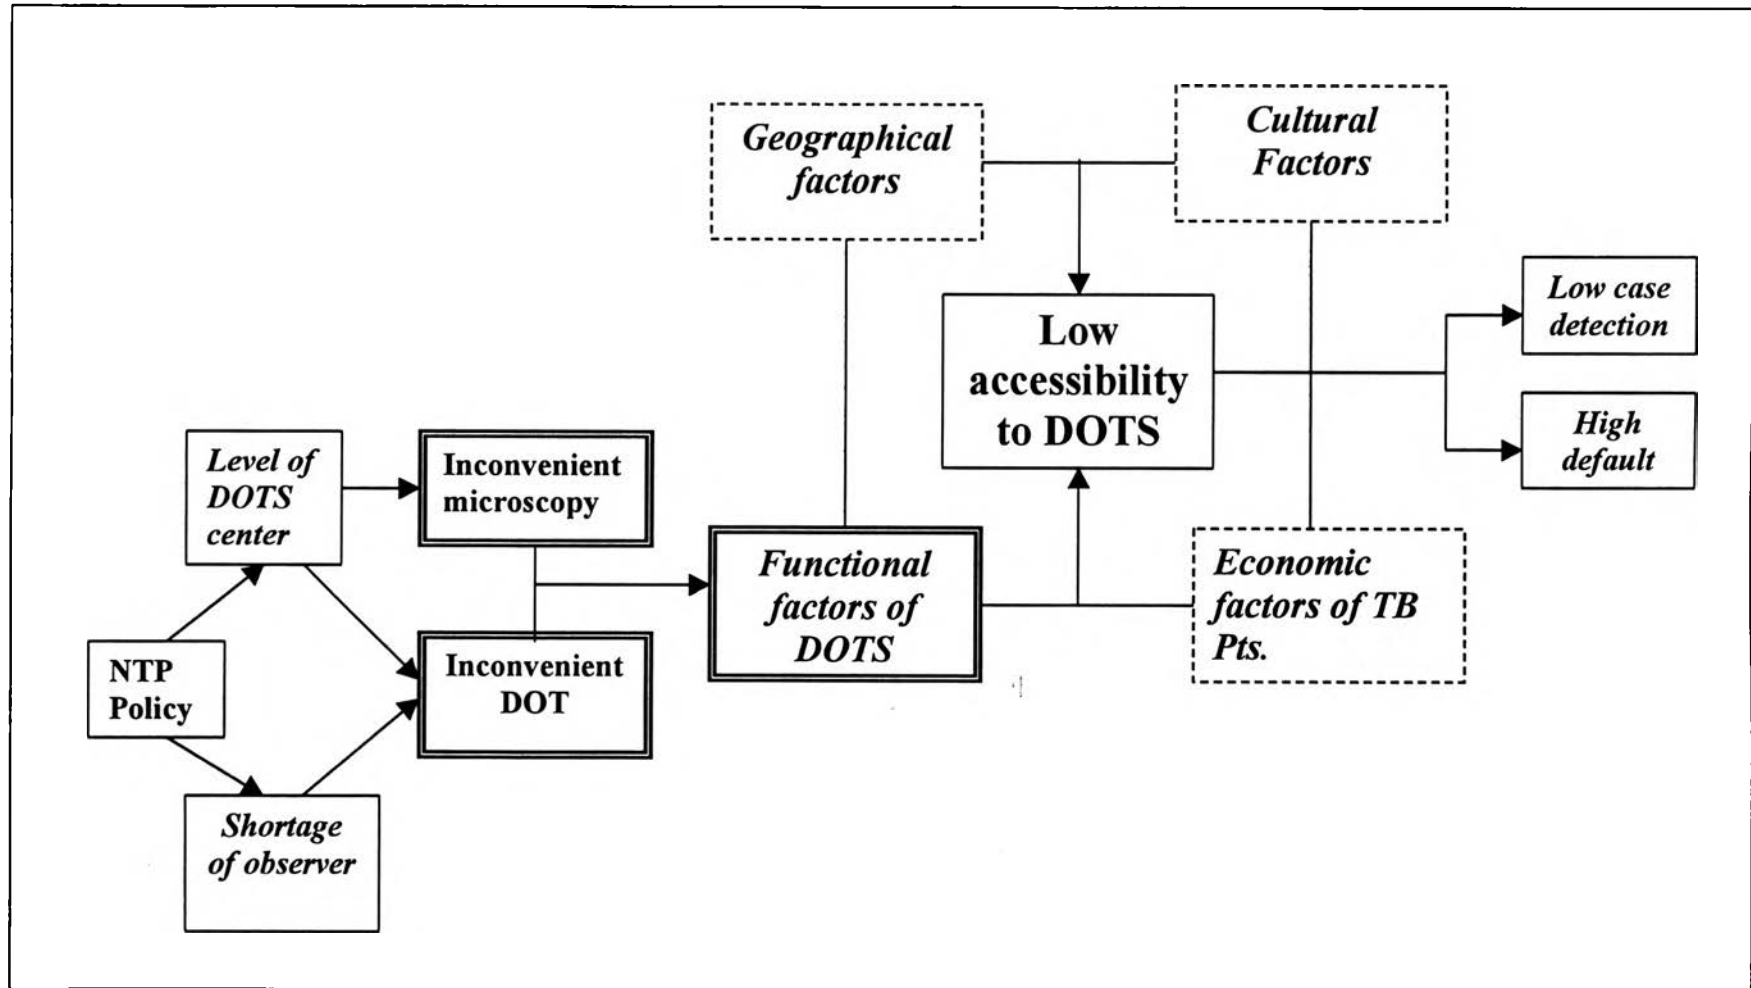 Geographical
factors
Cultural
Factors
Low
accessibility
to DOTS
Low case
detection
High
default
Level of
DOTS
center
Inconvenient
microscopy
Functional
factors of
DOTS
Economic
factors of TB
Pts.
NTP
Policy
Inconvenient
DOT
Shortage
of observer